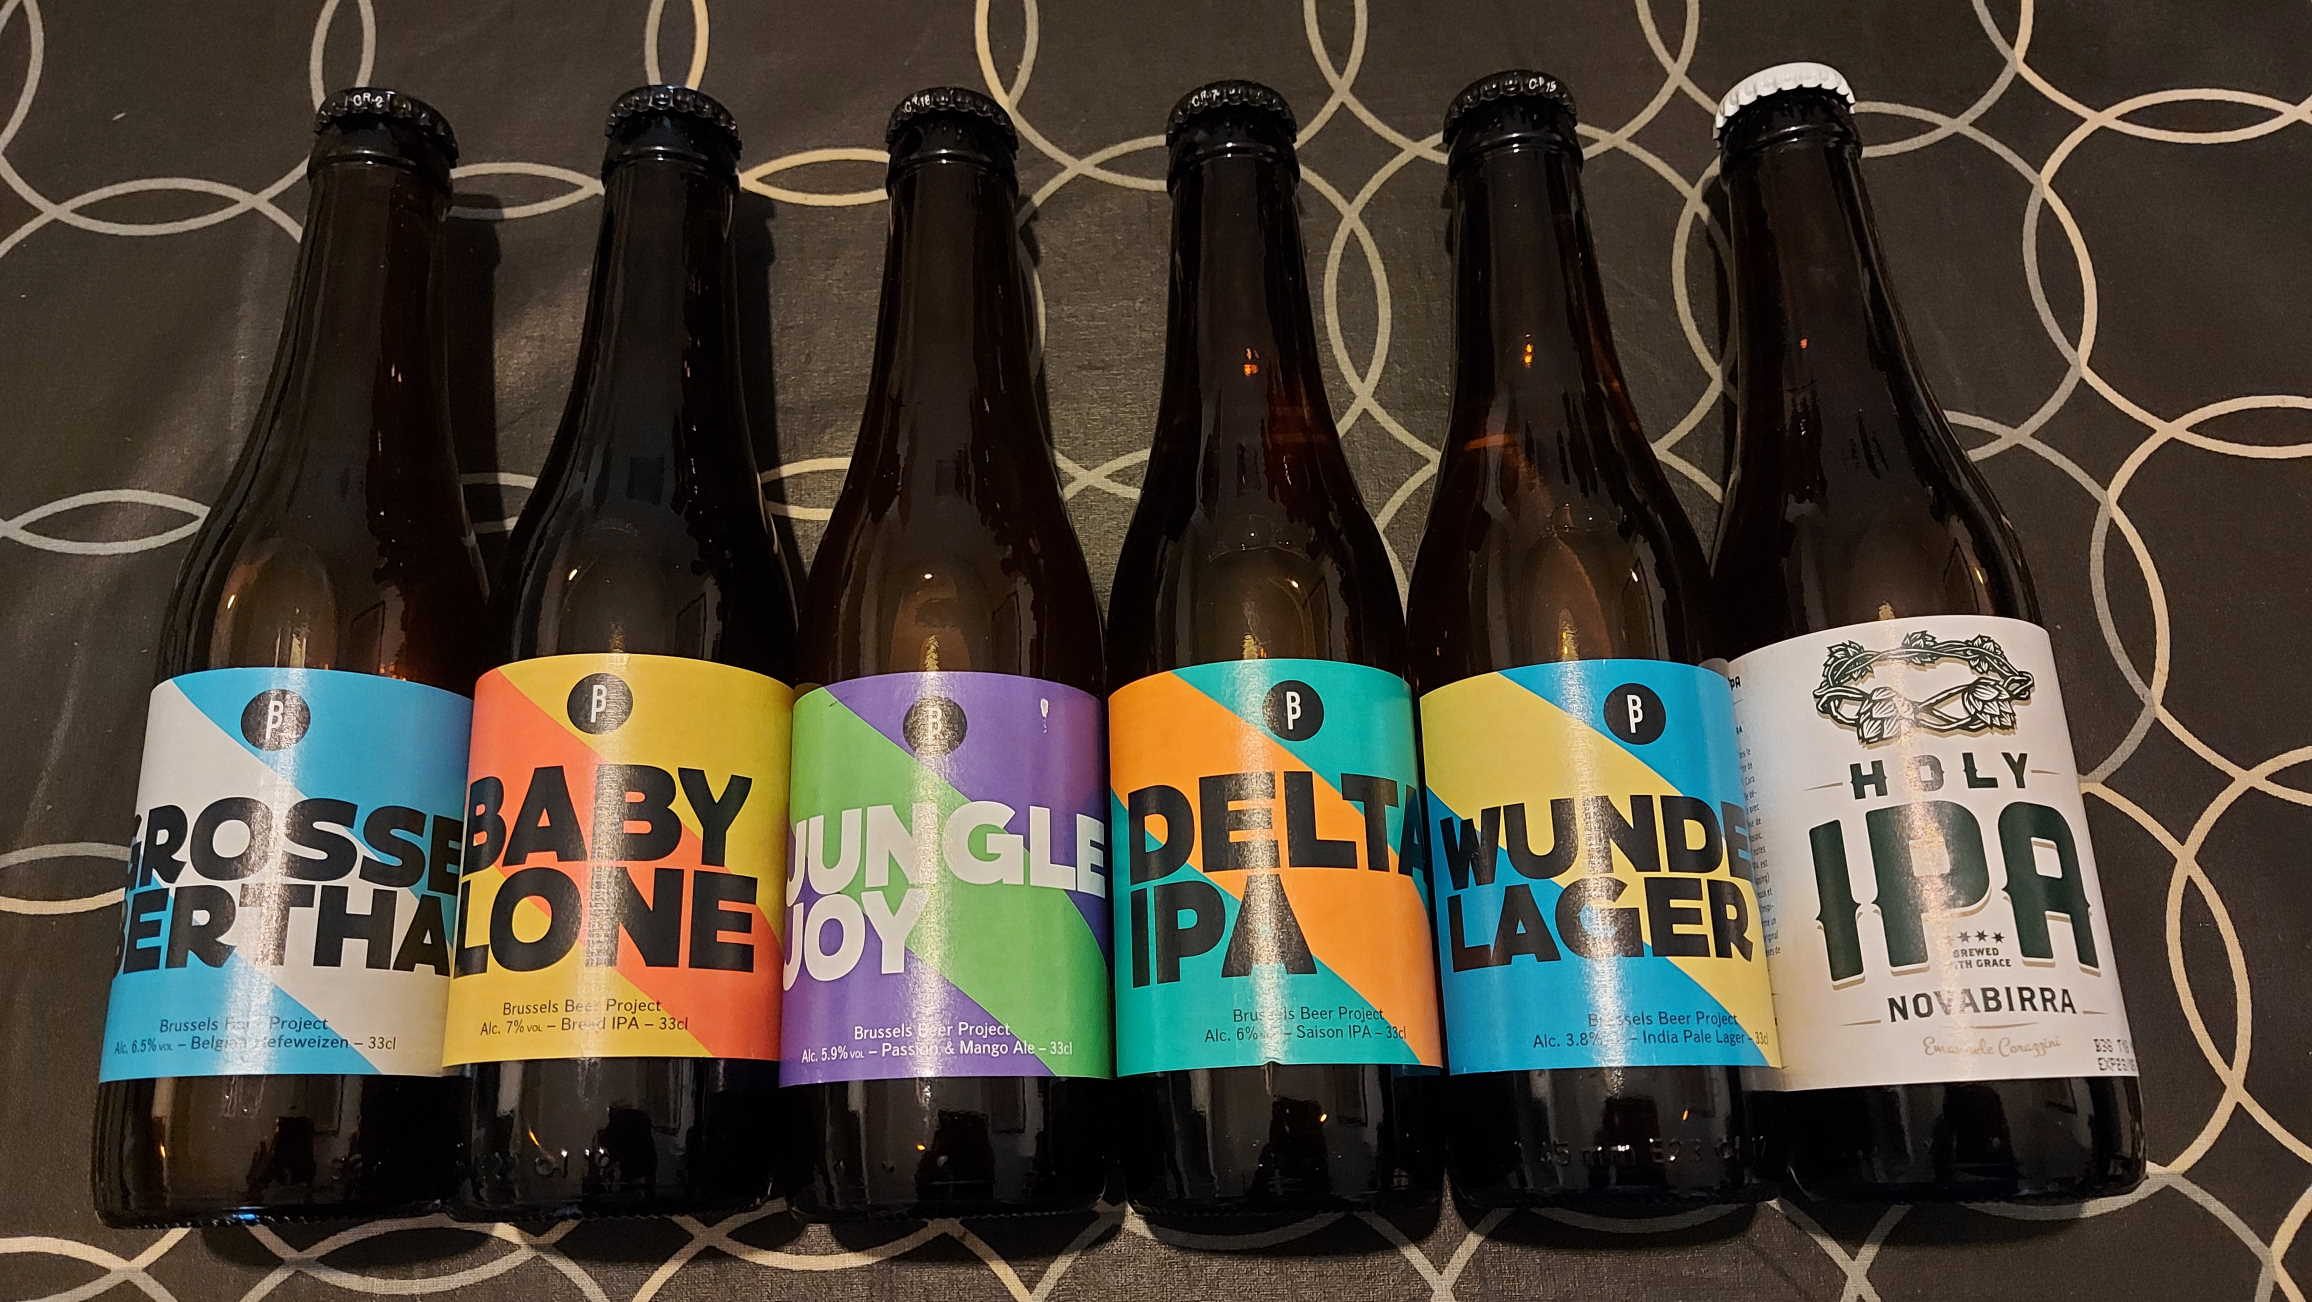 GROSSE
BERTHA
Brussels Beer Project
Alc. 6.5% VOL – Belgian Hefeweizen – 33cl
BABY
LONE
Brussels Beer Project
Alc. 7% VOL – Bread IPA – 33cl
JUNGLE
JOY
Brussels Beer Project
Alc. 5.9% VOL – Passion & Mango Ale – 33cl
DELTA
IPA
Brussels Beer Project
Alc. 6% – Saison IPA – 33cl
WUNDE
LAGER
Brussels Beer Project
Alc. 3.8% – India Pale Lager – 33cl
HOLY
IPA
BREWED
WITH GRACE
NOVABIRRA
Emanuele Corazzini